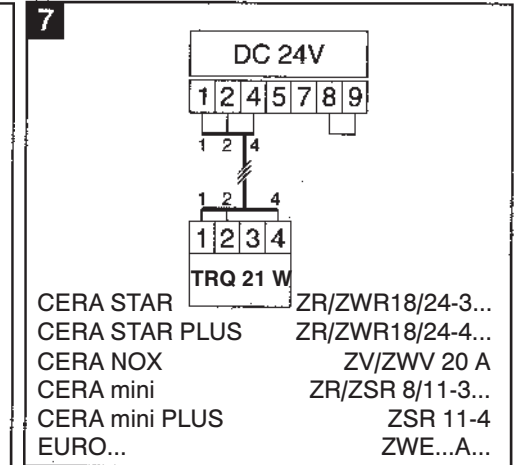 7
DC 24V
1 2 4 5 7 8 9
1 2 4
1 2 4
1 2 3 4
TRQ 21 W
CERA STAR ZR/ZWR18/24-3...
CERA STAR PLUS ZR/ZWR18/24-4...
CERA NOX ZV/ZWV 20 A
CERA mini ZR/ZSR 8/11-3...
CERA mini PLUS ZSR 11-4
EURO... ZWE...A...